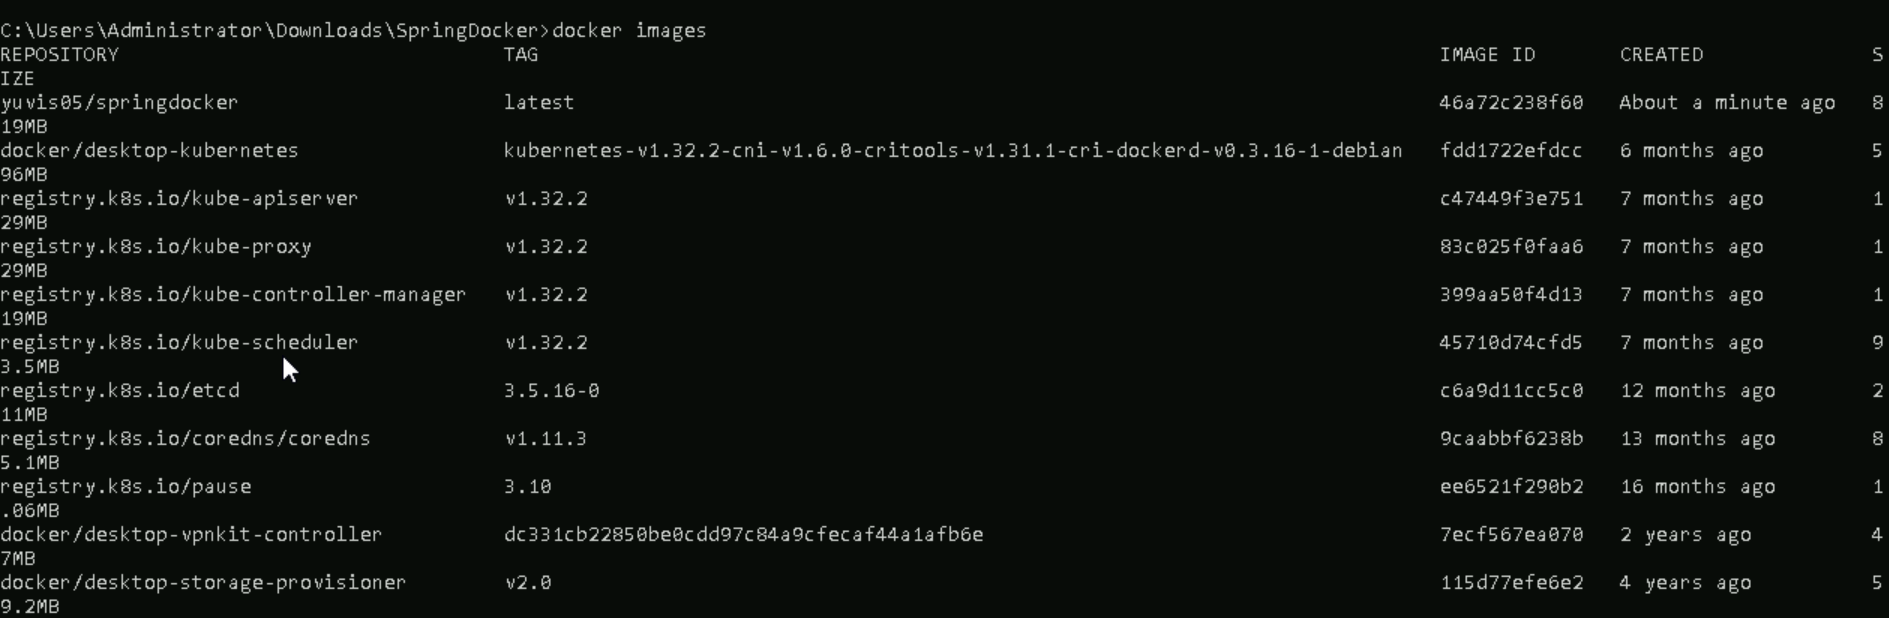 C:\Users\Administrator\Downloads\SpringDocker>docker images
REPOSITORY TAG IMAGE ID CREATED S
IZE
yuvis05/springdocker latest 46a72c238f60 About a minute ago 8
19MB
docker/desktop-kubernetes kubernetes-v1.32.2-cni-v1.6.0-critools-v1.31.1-cri-dockerd-v0.3.16-1-debian fdd1722efdcc 6 months ago 5
96MB
registry.k8s.io/kube-apiserver v1.32.2 c47449f3e751 7 months ago 1
29MB
registry.k8s.io/kube-proxy v1.32.2 83c025f0faa6 7 months ago 1
29MB
registry.k8s.io/kube-controller-manager v1.32.2 399aa50f4d13 7 months ago 1
19MB
registry.k8s.io/kube-scheduler v1.32.2 45710d74cfd5 7 months ago 9
3.5MB
registry.k8s.io/etcd 3.5.16-0 c6a9d11cc5c0 12 months ago 2
11MB
registry.k8s.io/coredns/coredns v1.11.3 9caabbf6238b 13 months ago 8
5.1MB
registry.k8s.io/pause 3.10 ee6521f290b2 16 months ago 1
.06MB
docker/desktop-vpnkit-controller dc331cb22850be0cdd97c84a9cfecaf44a1afb6e 7ecf567ea070 2 years ago 4
7MB
docker/desktop-storage-provisioner v2.0 115d77efe6e2 4 years ago 5
9.2MB